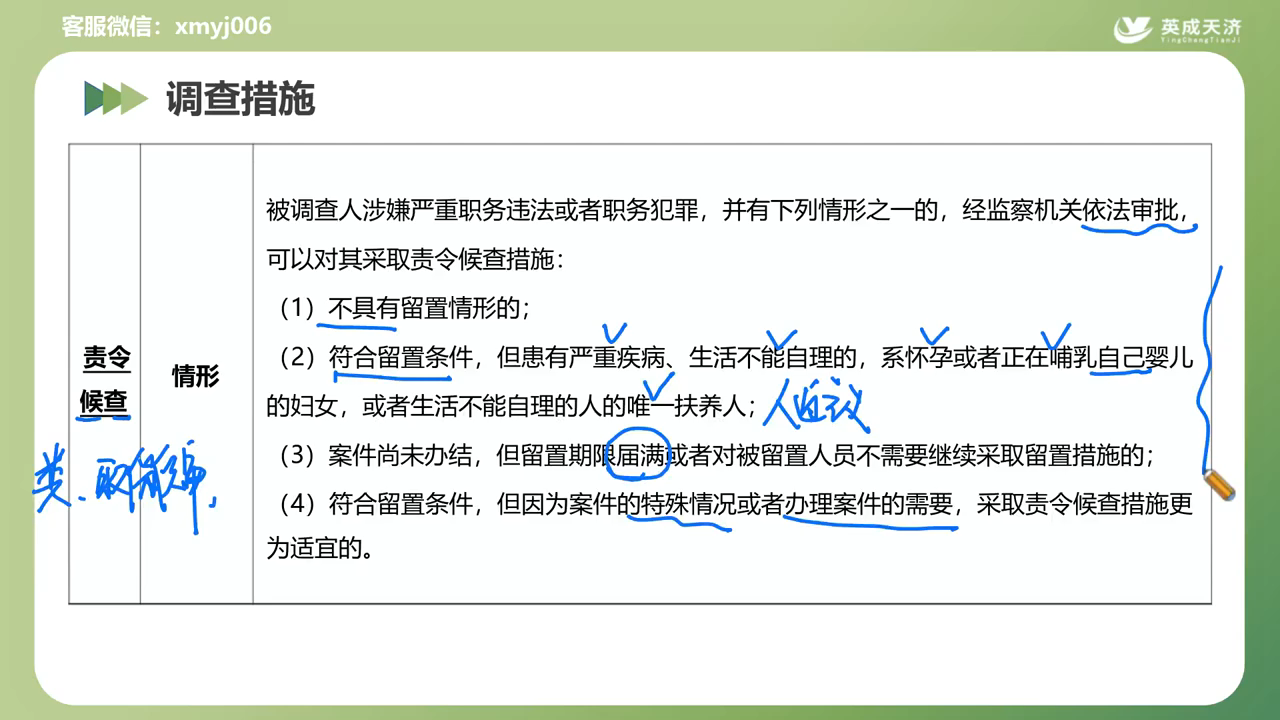 客服微信：xmyj006
英成天济
YingChengTianJi
调查措施
责令
候查
情形
被调查人涉嫌严重职务违法或者职务犯罪，并有下列情形之一的，经监察机关依法审批，
可以对其采取责令候查措施：
（1）不具有留置情形的；
（2）符合留置条件，但患有严重疾病、生活不能自理的，系怀孕或者正在哺乳自己婴儿
的妇女，或者生活不能自理的人的唯一扶养人；
人道主义
（3）案件尚未办结，但留置期限届满或者对被留置人员不需要继续采取留置措施的；
类、取保候审，
（4）符合留置条件，但因为案件的特殊情况或者办理案件的需要，采取责令候查措施更
为适宜的。